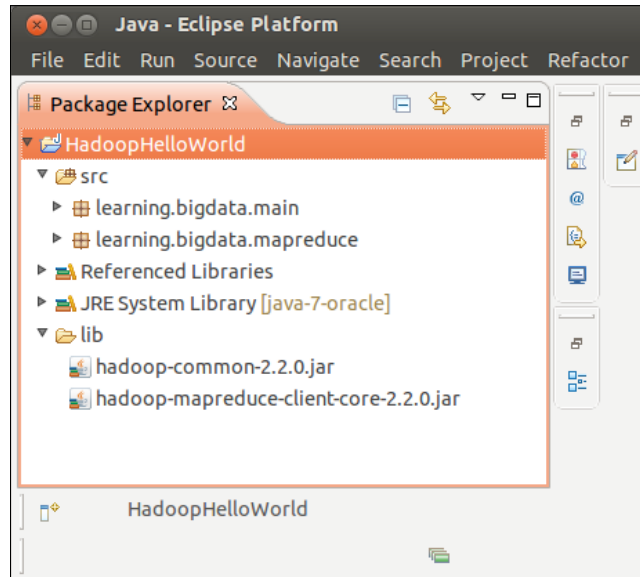 Java - Eclipse Platform
File Edit Run Source Navigate Search Project Refactor
Package Explorer
HadoopHelloWorld
src
learning.bigdata.main
learning.bigdata.mapreduce
Referenced Libraries
JRE System Library [java-7-oracle]
lib
hadoop-common-2.2.0.jar
hadoop-mapreduce-client-core-2.2.0.jar
HadoopHelloWorld